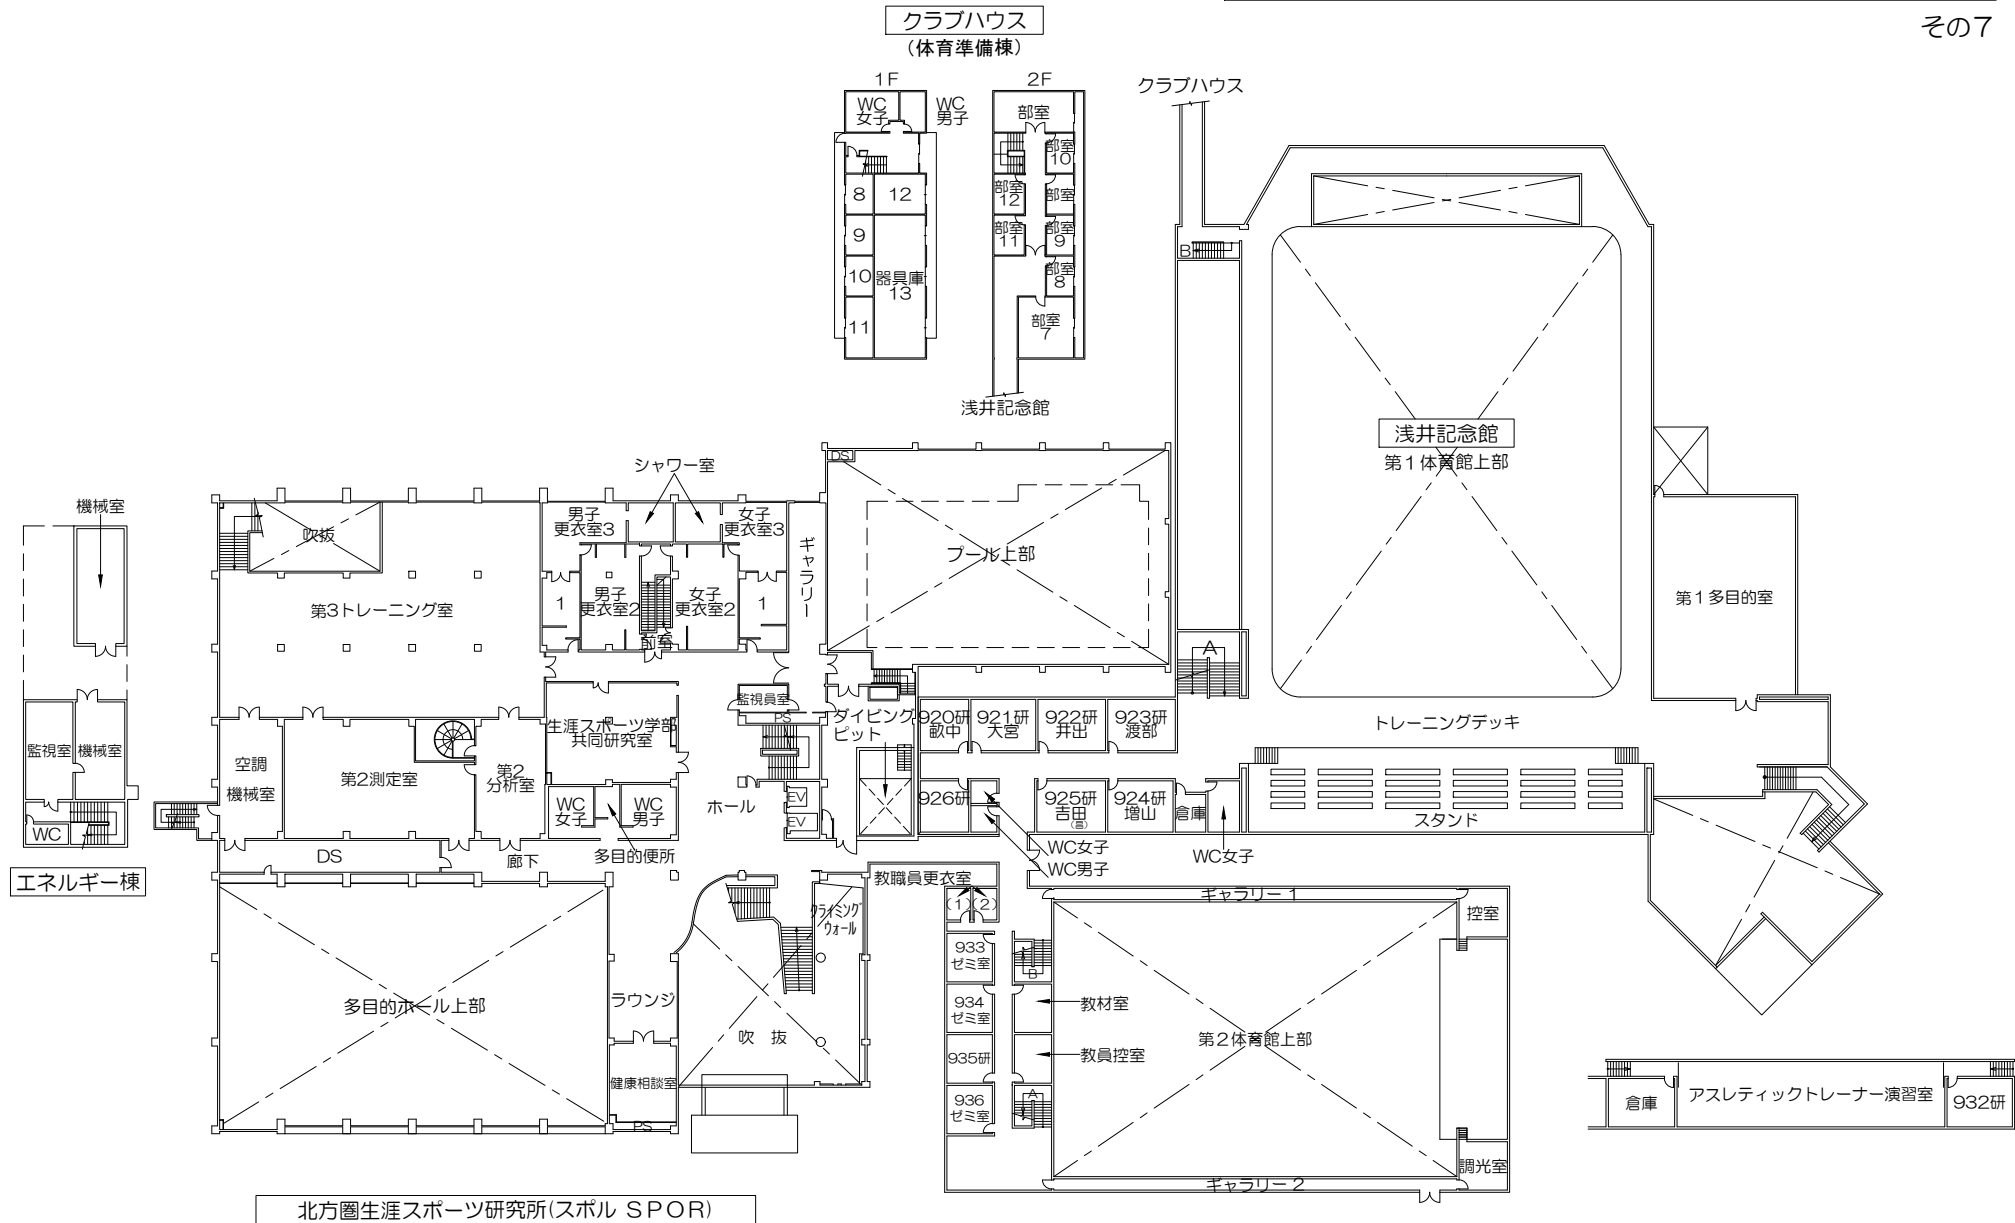 その7
クラブハウス
(体育準備棟)
1F
WC
女子
WC
男子
8
12
9
10
器具庫
13
11
2F
部室
部室
10
部室
12
部室
部室
11
部室
9
部室
8
部室
7
浅井記念館
クラブハウス
B
浅井記念館
第1体育館上部
第1多目的室
A
トレーニングデッキ
スタンド
機械室
監視室
機械室
WC
エネルギー棟
吹抜
第3トレーニング室
シャワー室
男子
更衣室3
女子
更衣室3
1
男子
更衣室2
女子
更衣室2
1
前室
ギャラリー
DS
プール上部
監視員室
PS
ダイビング
ピット
生涯スポーツ学部
共同研究室
空調
機械室
第2測定室
第2
分析室
WC
女子
WC
男子
多目的便所
ホール
EV
EV
DS
廊下
920研
畝中
921研
大宮
922研
井出
923研
渡部
926研
925研
吉田
(昌)
924研
増山
倉庫
WC女子
WC男子
WC女子
教職員更衣室
(1)
(2)
クライミング
ウォール
多目的ホール上部
ラウンジ
吹 抜
健康相談室
PS
933
ゼミ室
934
ゼミ室
935研
936
ゼミ室
B
教材室
教員控室
A
ギャラリー1
控室
第2体育館上部
調光室
ギャラリー2
倉庫
アスレティックトレーナー演習室
932研
北方圏生涯スポーツ研究所(スポル SPOR)